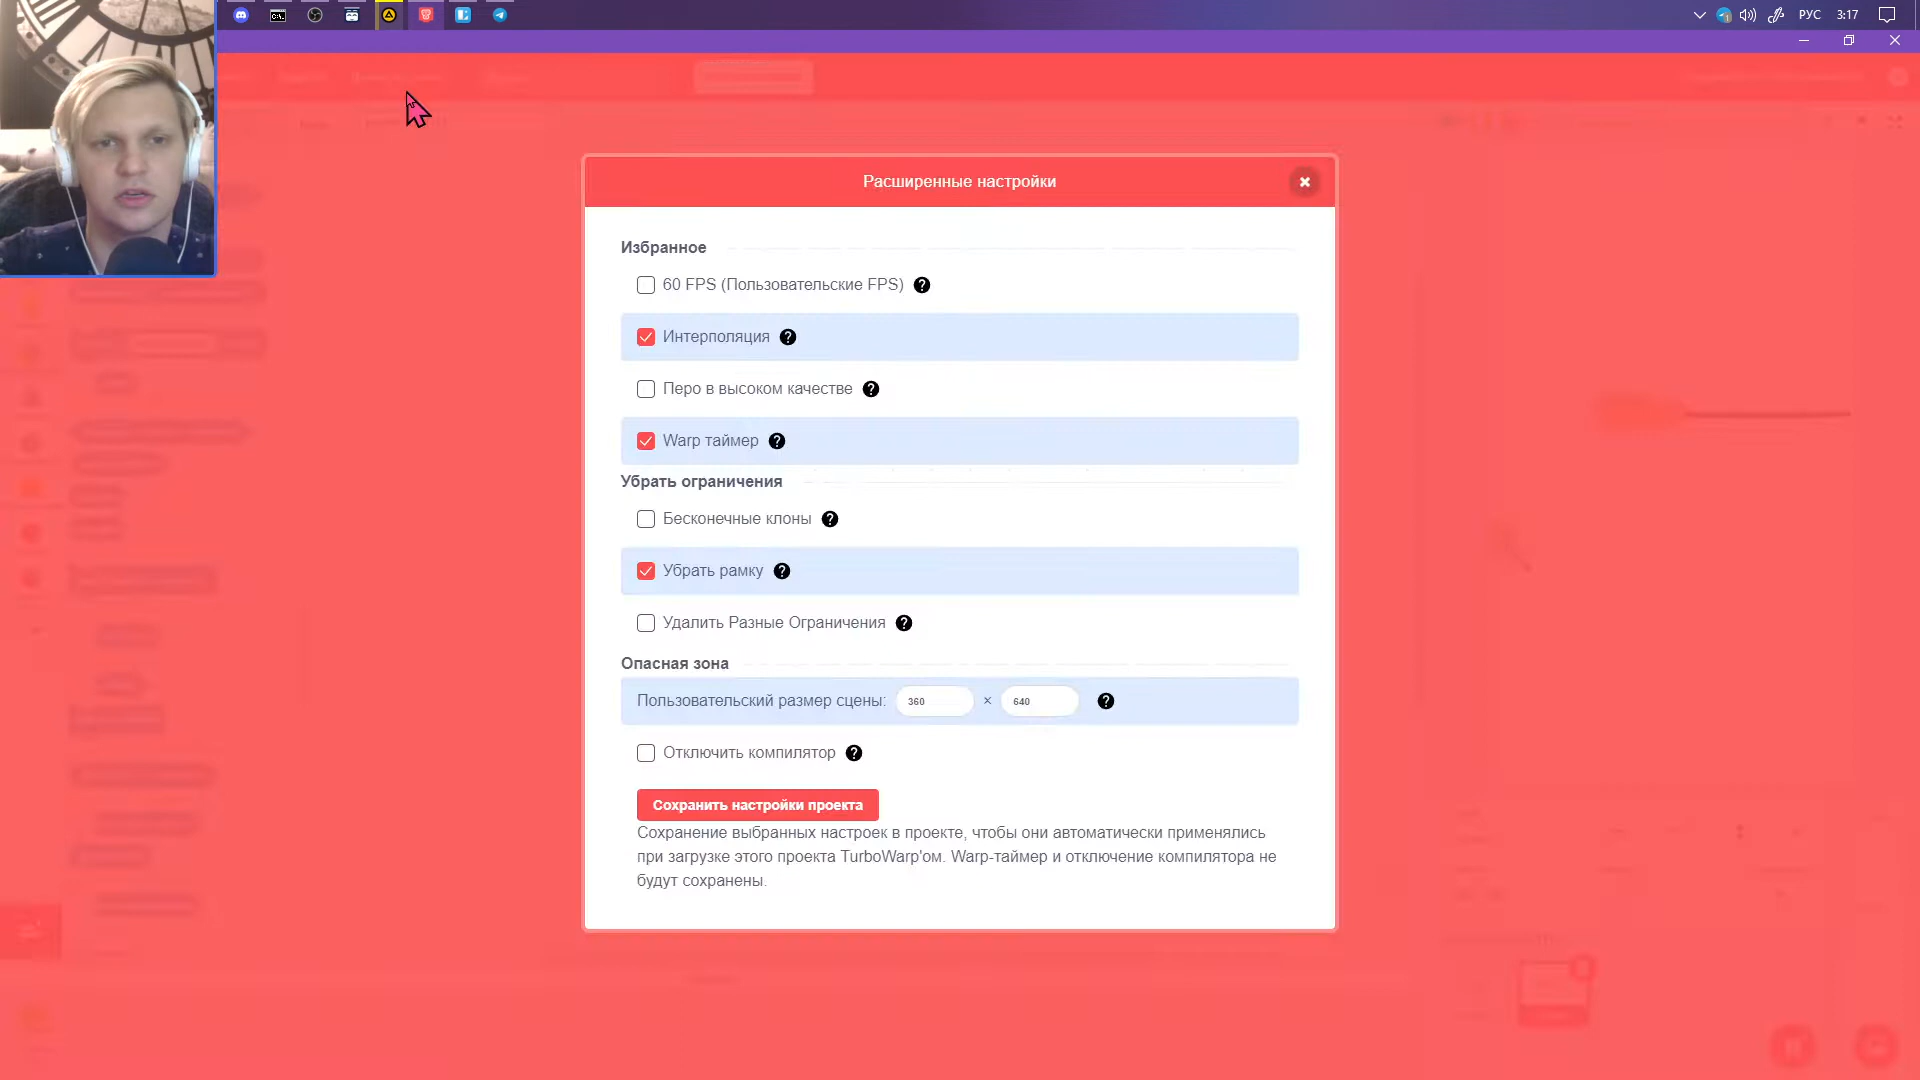 РУС
3:17
Расширенные настройки
Избранное
60 FPS (Пользовательские FPS)
Интерполяция
Перо в высоком качестве
Warp таймер
Убрать ограничения
Бесконечные клоны
Убрать рамку
Удалить Разные Ограничения
Опасная зона
Пользовательский размер сцены: 360 × 640
Отключить компилятор
Сохранить настройки проекта
Сохранение выбранных настроек в проекте, чтобы они автоматически применялись
при загрузке этого проекта TurboWarp'ом. Warp-таймер и отключение компилятора не
будут сохранены.